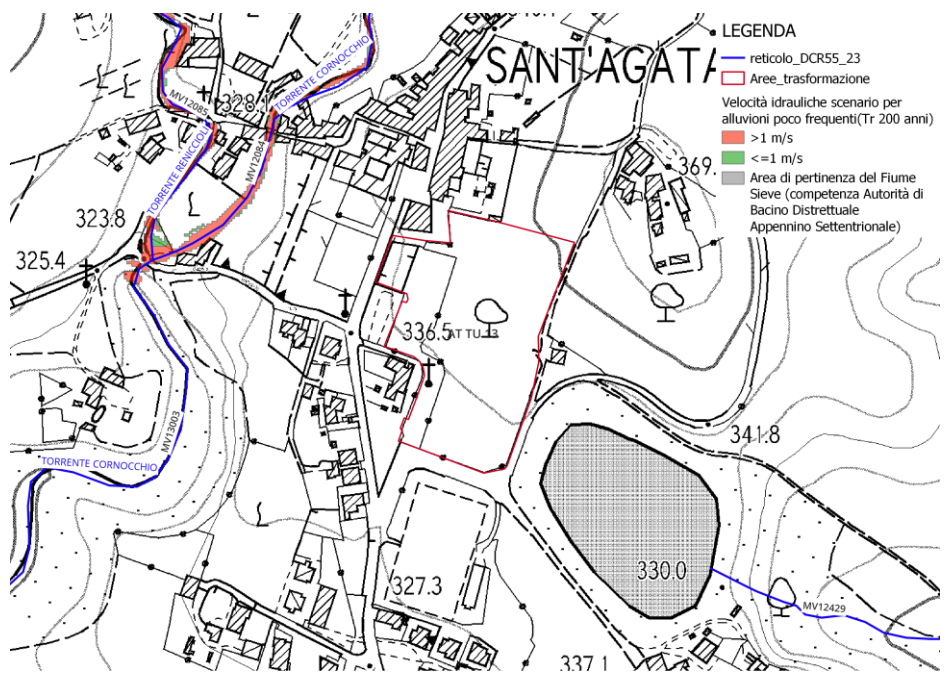 LEGENDA
reticolo_DCR55_23
Aree_trasformazione
Velocità idrauliche scenario per
alluvioni poco frequenti(Tr 200 anni)
>1 m/s
<=1 m/s
Area di pertinenza del Fiume
Sieve (competenza Autorità di
Bacino Distrettuale
Appennino Settentrionale)
SANT'AGATA
TORRENTE CORNOCCHIO
MV12085
328.
MV12084
TORRENTE RENICCIOLI
369.
323.8
325.4
336.5
AT TU.13
341.8
MV13003
TORRENTE CORNOCCHIO
330.0
327.3
MV12429
337.1